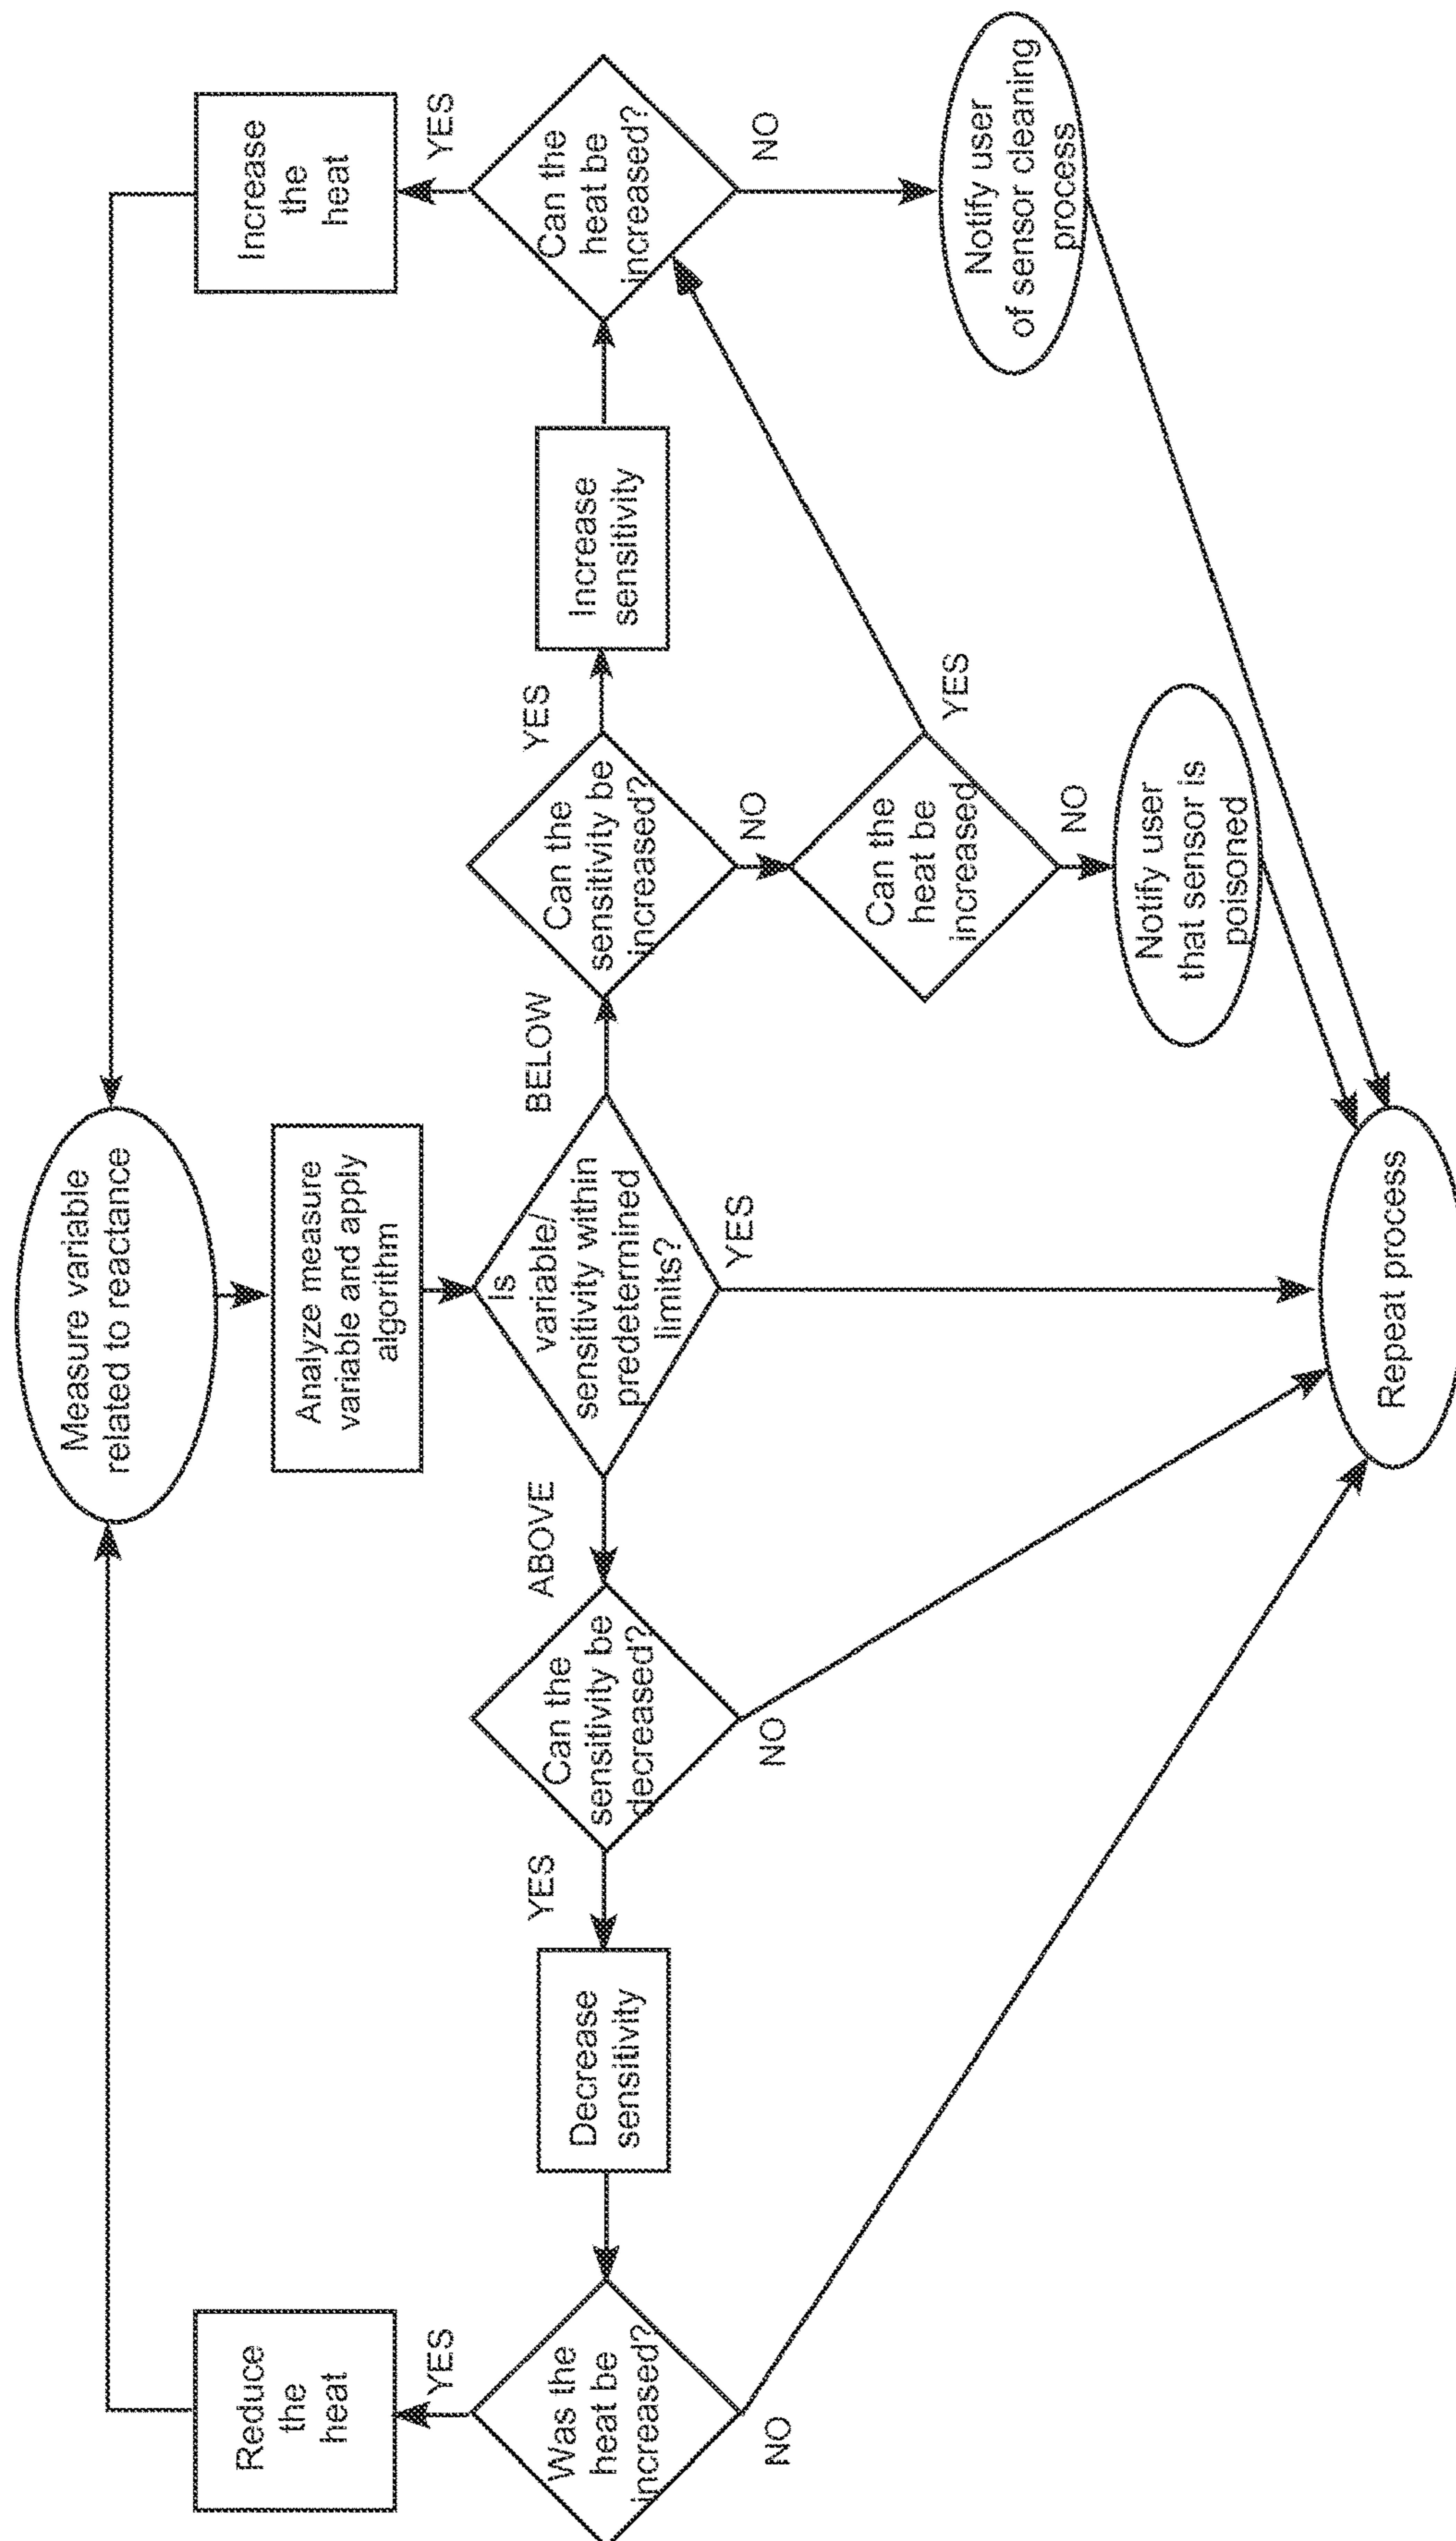 Measure variable
related to reactance
Analyze measure
variable and apply
algorithm
Is
variable/
sensitivity within
predetermined
limits?
ABOVE
BELOW
YES
Can the
sensitivity be
decreased?
YES
NO
Decrease
sensitivity
Was the
heat be
increased?
YES
NO
Reduce
the
heat
Can the
sensitivity be
increased?
YES
NO
Increase
sensitivity
Can the
heat be
increased?
YES
NO
Increase
the
heat
Can the
heat be
increased
YES
NO
Notify user
that sensor is
poisoned
Notify user
of sensor cleaning
process
Repeat process